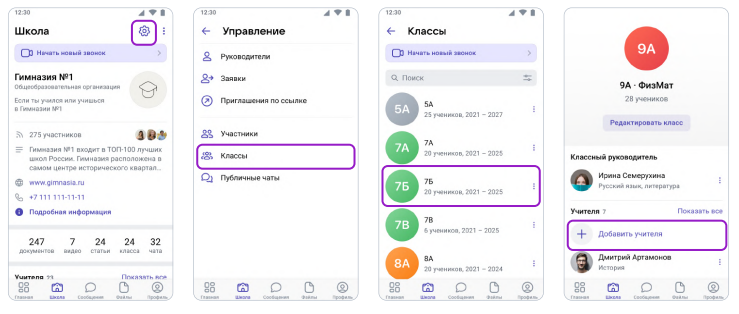 12:30
Школа
Начать новый звонок
Гимназия №1
Общеобразовательная организация
Если ты учился или учишься
в Гимназии №1
275 участников
Гимназия №1 входит в ТОП-100 лучших
школ России. Гимназия расположена в
самом центре исторического квартал...
www.gimnasia.ru
+7 111 111-11-11
Подробная информация
247 7 24 24 32
документов видео статьи класса чата
Учителя 23 Показать все
Главная Школа Сообщения Файлы Профиль
12:30
Управление
Руководители
Заявки
Приглашения по ссылке
Участники
Классы
Публичные чаты
Главная Школа Сообщения Файлы Профиль
12:30
Классы
Начать новый звонок
Поиск
5А
5А
25 учеников, 2021 – 2027
7А
7А
20 учеников, 2021 – 2025
7Б
7Б
20 учеников, 2021 – 2025
7В
7В
6 учеников, 2021 – 2025
8А
8А
20 учеников, 2021 – 2024
Главная Школа Сообщения Файлы Профиль
9А
9А · ФизМат
28 учеников
Редактировать класс
Классный руководитель
Ирина Семерухина
Русский язык, литература
Учителя 7 Показать все
Добавить учителя
Дмитрий Артамонов
История
Главная Школа Сообщения Файлы Профиль